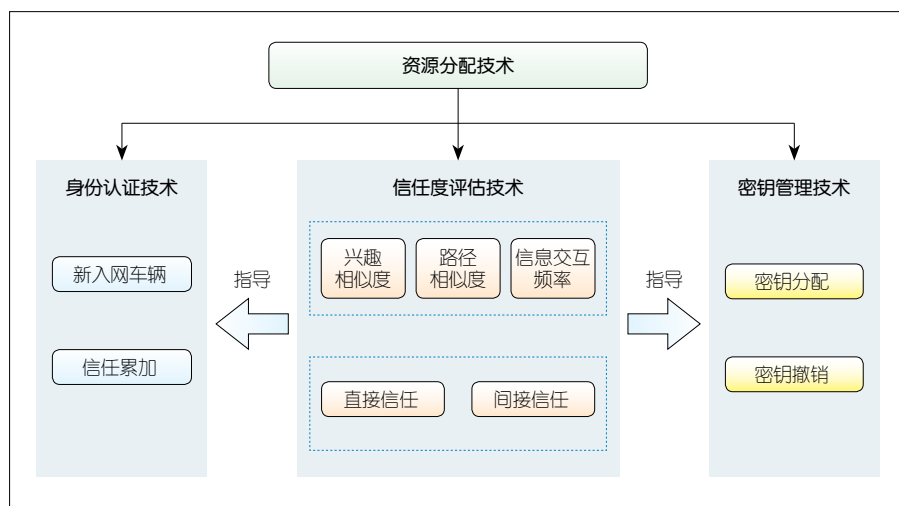 资源分配技术
身份认证技术
新入网车辆
信任累加
指导
信任度评估技术
兴趣
相似度
路径
相似度
信息交互
频率
直接信任
间接信任
指导
密钥管理技术
密钥分配
密钥撤销